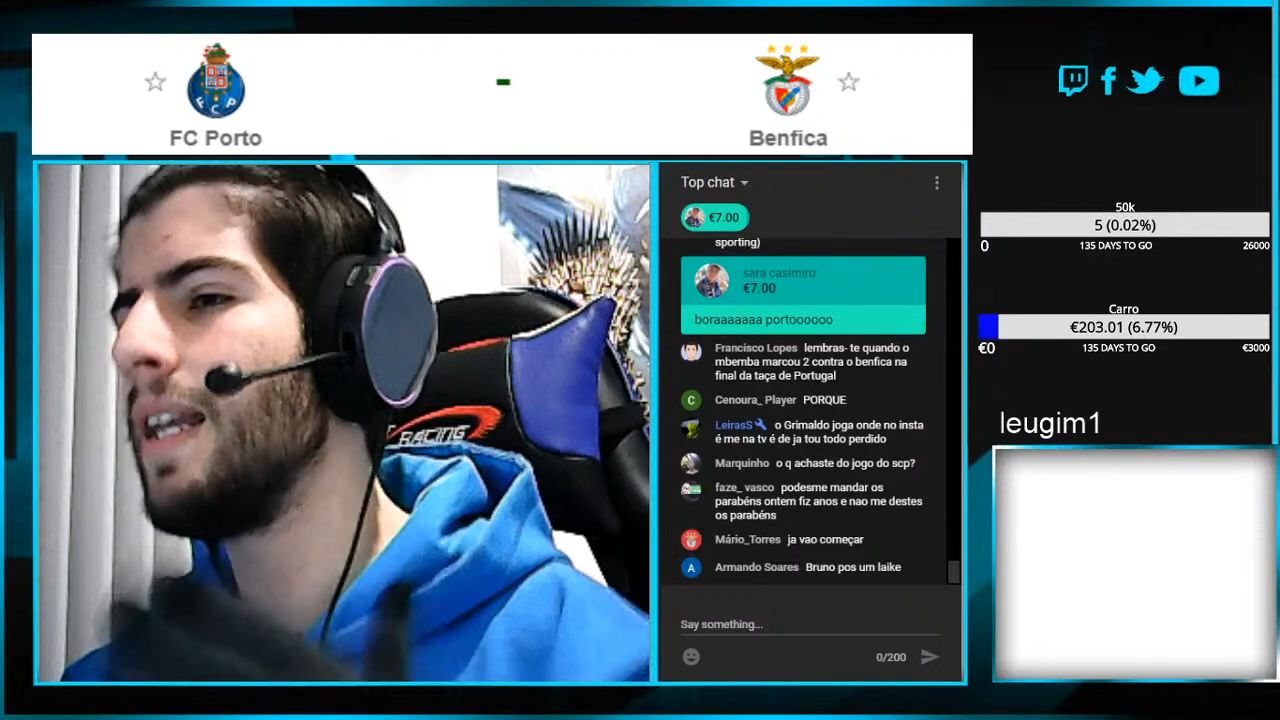 FC Porto
-
Benfica
Top chat
€7.00
sporting)
sara casimiro
€7.00
boraaaaaaa portoooooo
Francisco Lopes lembras- te quando o
mbemba marcou 2 contra o benfica na
final da taça de Portugal
C
Cenoura_ Player PORQUE
LeirasS o Grimaldo joga onde no insta
é me na tv é de ja tou todo perdido
Marquinho o q achaste do jogo do scp?
faze_ vasco podesme mandar os
parabéns ontem fiz anos e nao me destes
os parabéns
Mário_Torres ja vao começar
A
Armando Soares Bruno pos um laike
Say something...
0/200
RACING
50k
5 (0.02%)
0 135 DAYS TO GO 26000
Carro
€203.01 (6.77%)
€0 135 DAYS TO GO €3000
leugim1